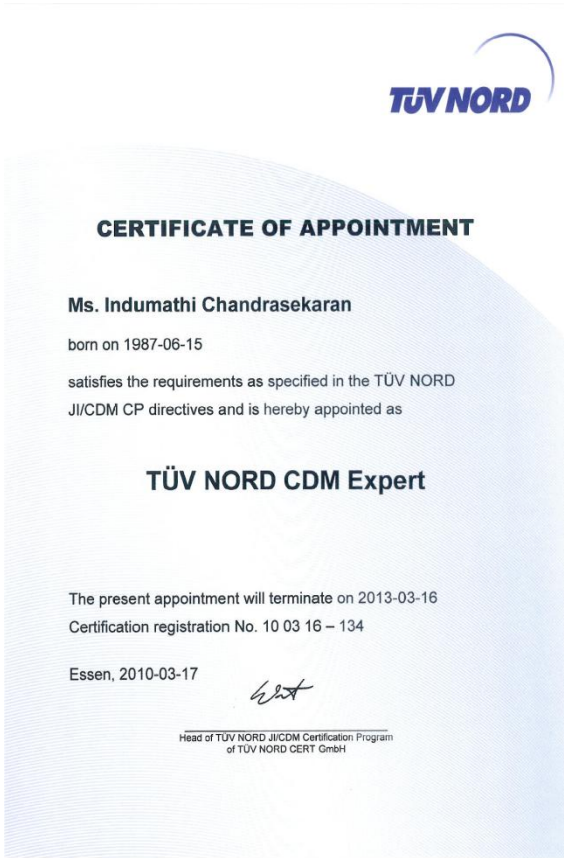 TÜV NORD
CERTIFICATE OF APPOINTMENT
Ms. Indumathi Chandrasekaran
born on 1987-06-15
satisfies the requirements as specified in the TÜV NORD
JI/CDM CP directives and is hereby appointed as
TÜV NORD CDM Expert
The present appointment will terminate on 2013-03-16
Certification registration No. 10 03 16 – 134
Essen, 2010-03-17
Head of TÜV NORD JI/CDM Certification Program
of TÜV NORD CERT GmbH